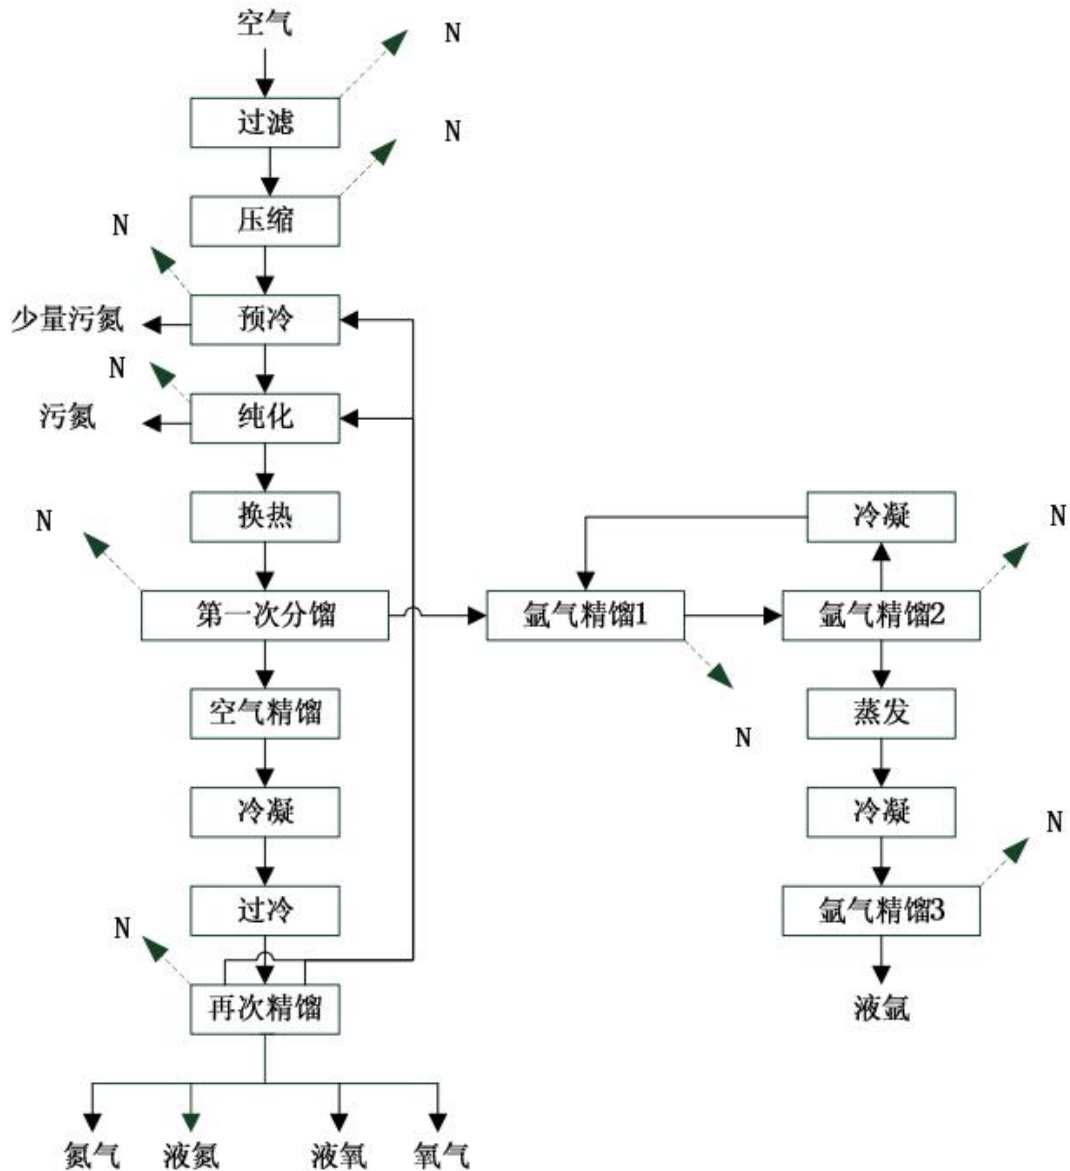 空气
N
过滤
N
压缩
N
预冷
少量污氮
N
纯化
污氮
换热
N
第一次分馏
空气精馏
冷凝
过冷
N
再次精馏
氮气
液氮
液氧
氧气
氩气精馏1
N
冷凝
N
氩气精馏2
蒸发
冷凝
N
氩气精馏3
液氩